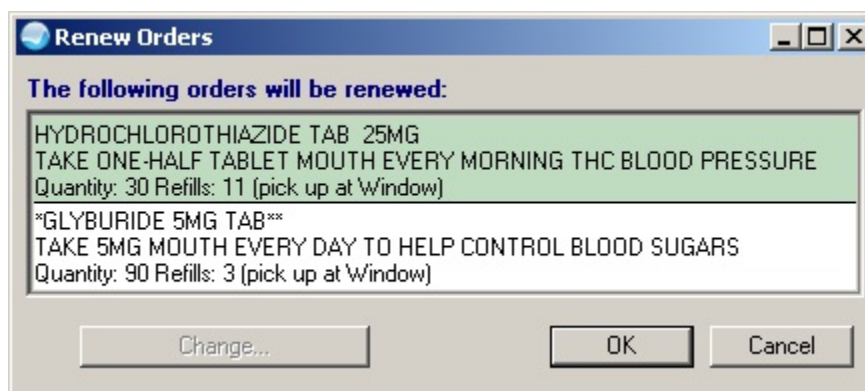 Renew Orders
The following orders will be renewed:
HYDROCHLOROTHIAZIDE TAB  25MG
TAKE ONE-HALF TABLET MOUTH EVERY MORNING THC BLOOD PRESSURE
Quantity: 30 Refills: 11 (pick up at Window)
*GLYBURIDE 5MG TAB**
TAKE 5MG MOUTH EVERY DAY TO HELP CONTROL BLOOD SUGARS
Quantity: 90 Refills: 3 (pick up at Window)
Change... OK Cancel